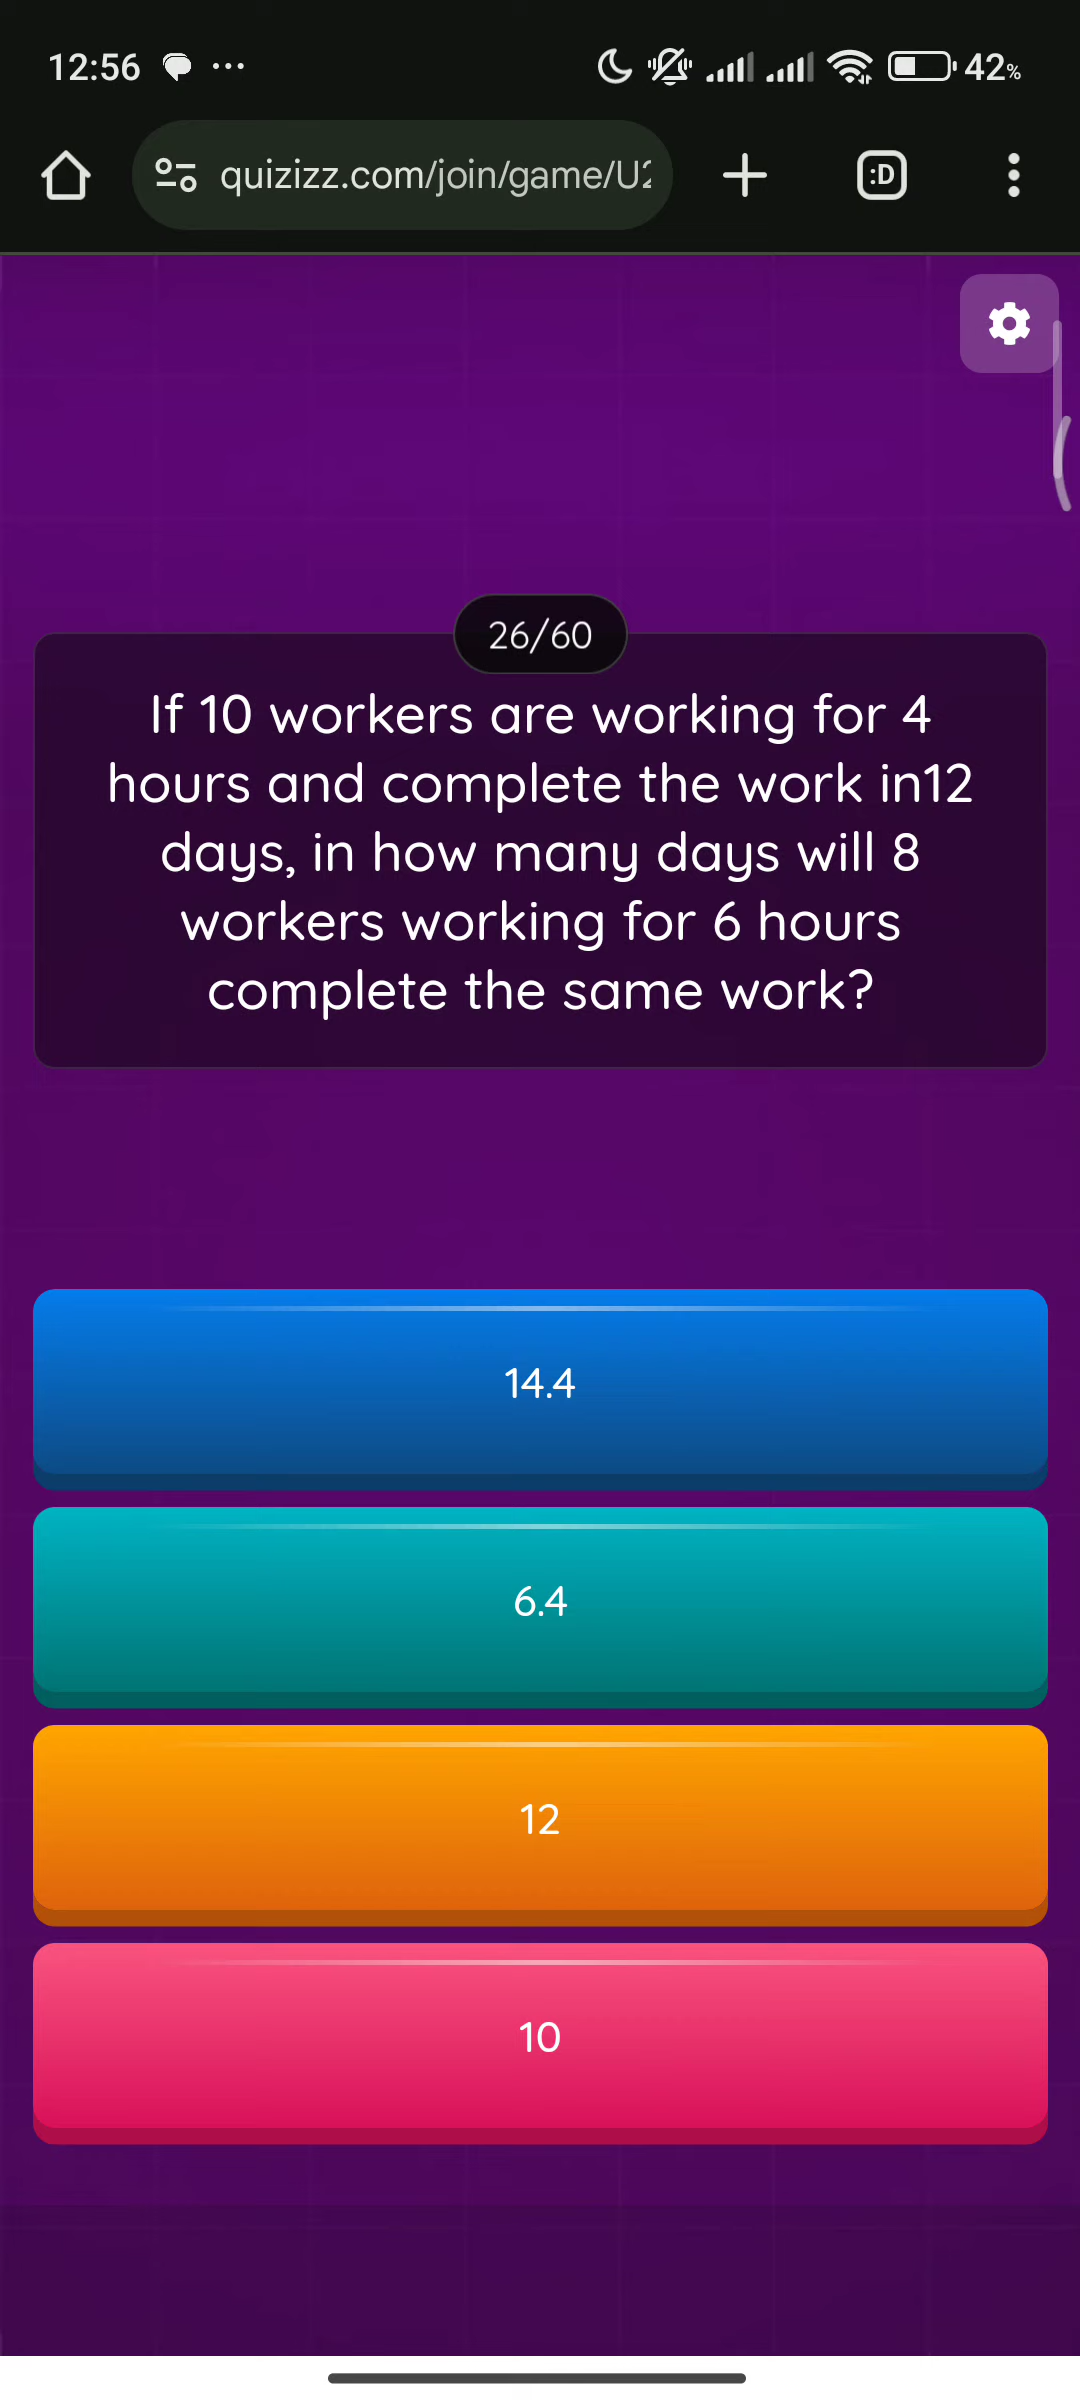 12:56 ... 42%
quizizz.com/join/game/U2
:D
26/60
If 10 workers are working for 4
hours and complete the work in12
days, in how many days will 8
workers working for 6 hours
complete the same work?
14.4
6.4
12
10